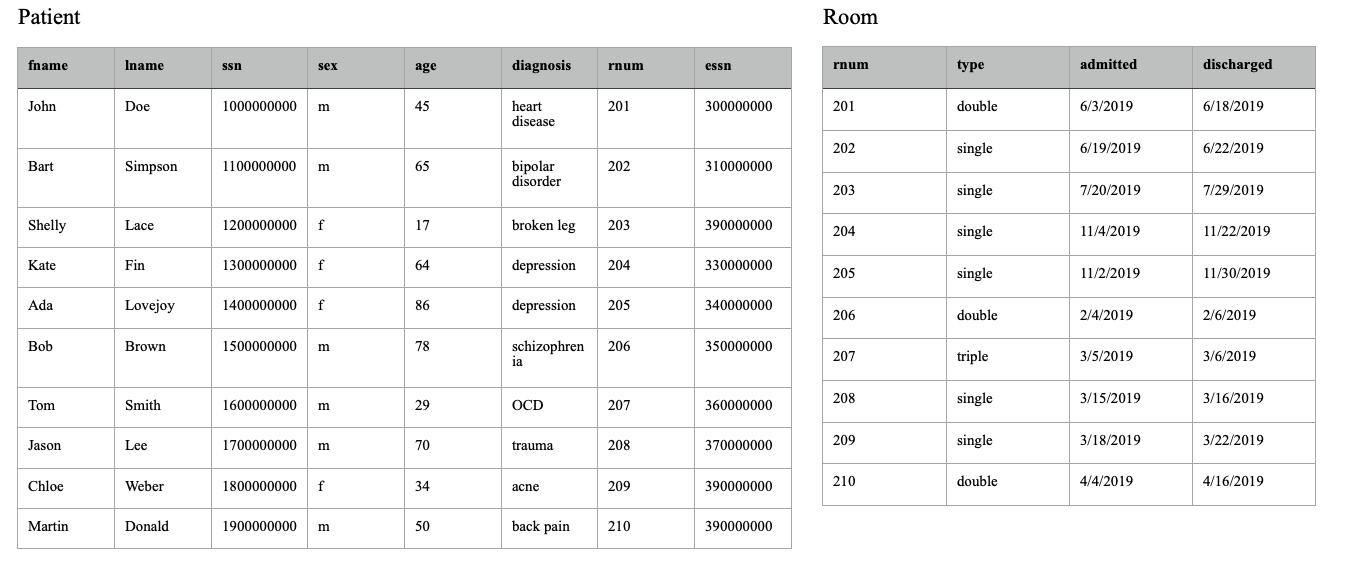 Patient
fname lname ssn sex age diagnosis rnum essn
John Doe 1000000000 m 45 heart disease 201 300000000
Bart Simpson 1100000000 m 65 bipolar disorder 202 310000000
Shelly Lace 1200000000 f 17 broken leg 203 390000000
Kate Fin 1300000000 f 64 depression 204 330000000
Ada Lovejoy 1400000000 f 86 depression 205 340000000
Bob Brown 1500000000 m 78 schizophrenia 206 350000000
Tom Smith 1600000000 m 29 OCD 207 360000000
Jason Lee 1700000000 m 70 trauma 208 370000000
Chloe Weber 1800000000 f 34 acne 209 390000000
Martin Donald 1900000000 m 50 back pain 210 390000000
Room
rnum type admitted discharged
201 double 6/3/2019 6/18/2019
202 single 6/19/2019 6/22/2019
203 single 7/20/2019 7/29/2019
204 single 11/4/2019 11/22/2019
205 single 11/2/2019 11/30/2019
206 double 2/4/2019 2/6/2019
207 triple 3/5/2019 3/6/2019
208 single 3/15/2019 3/16/2019
209 single 3/18/2019 3/22/2019
210 double 4/4/2019 4/16/2019